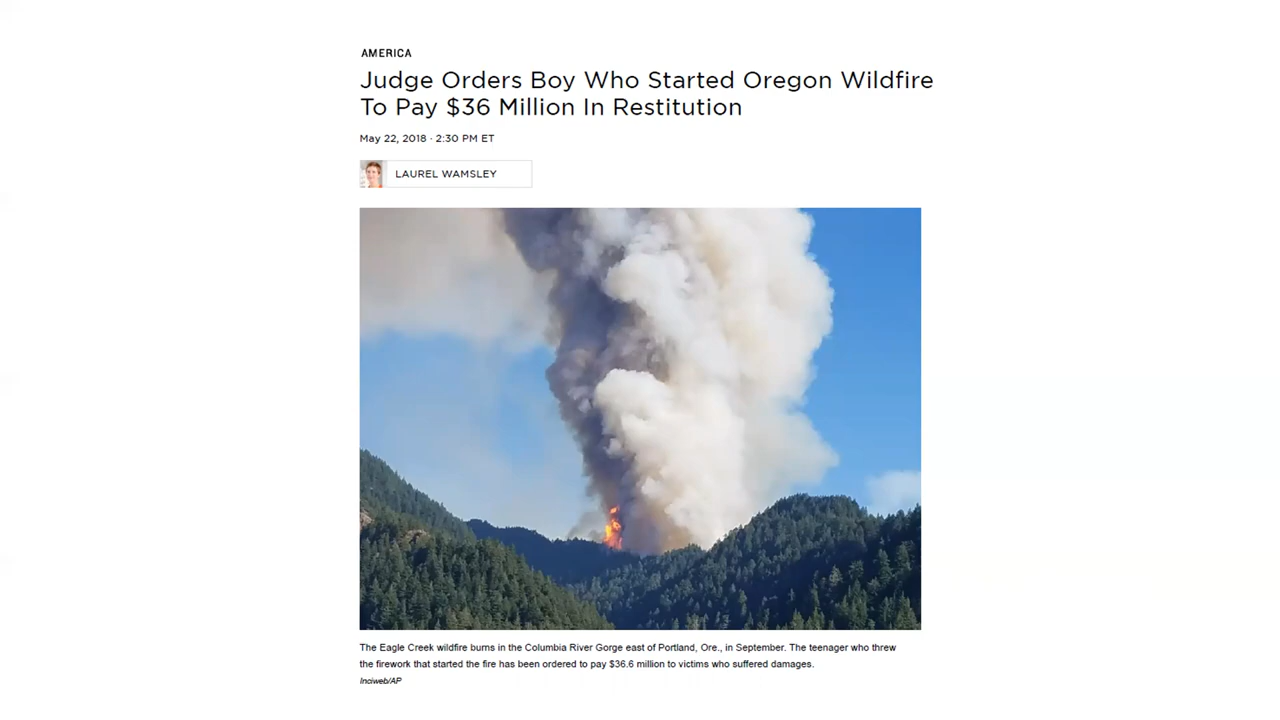 AMERICA
Judge Orders Boy Who Started Oregon Wildfire
To Pay $36 Million In Restitution
May 22, 2018 · 2:30 PM ET
LAUREL WAMSLEY
The Eagle Creek wildfire burns in the Columbia River Gorge east of Portland, Ore., in September. The teenager who threw
the firework that started the fire has been ordered to pay $36.6 million to victims who suffered damages.
Inciweb/AP